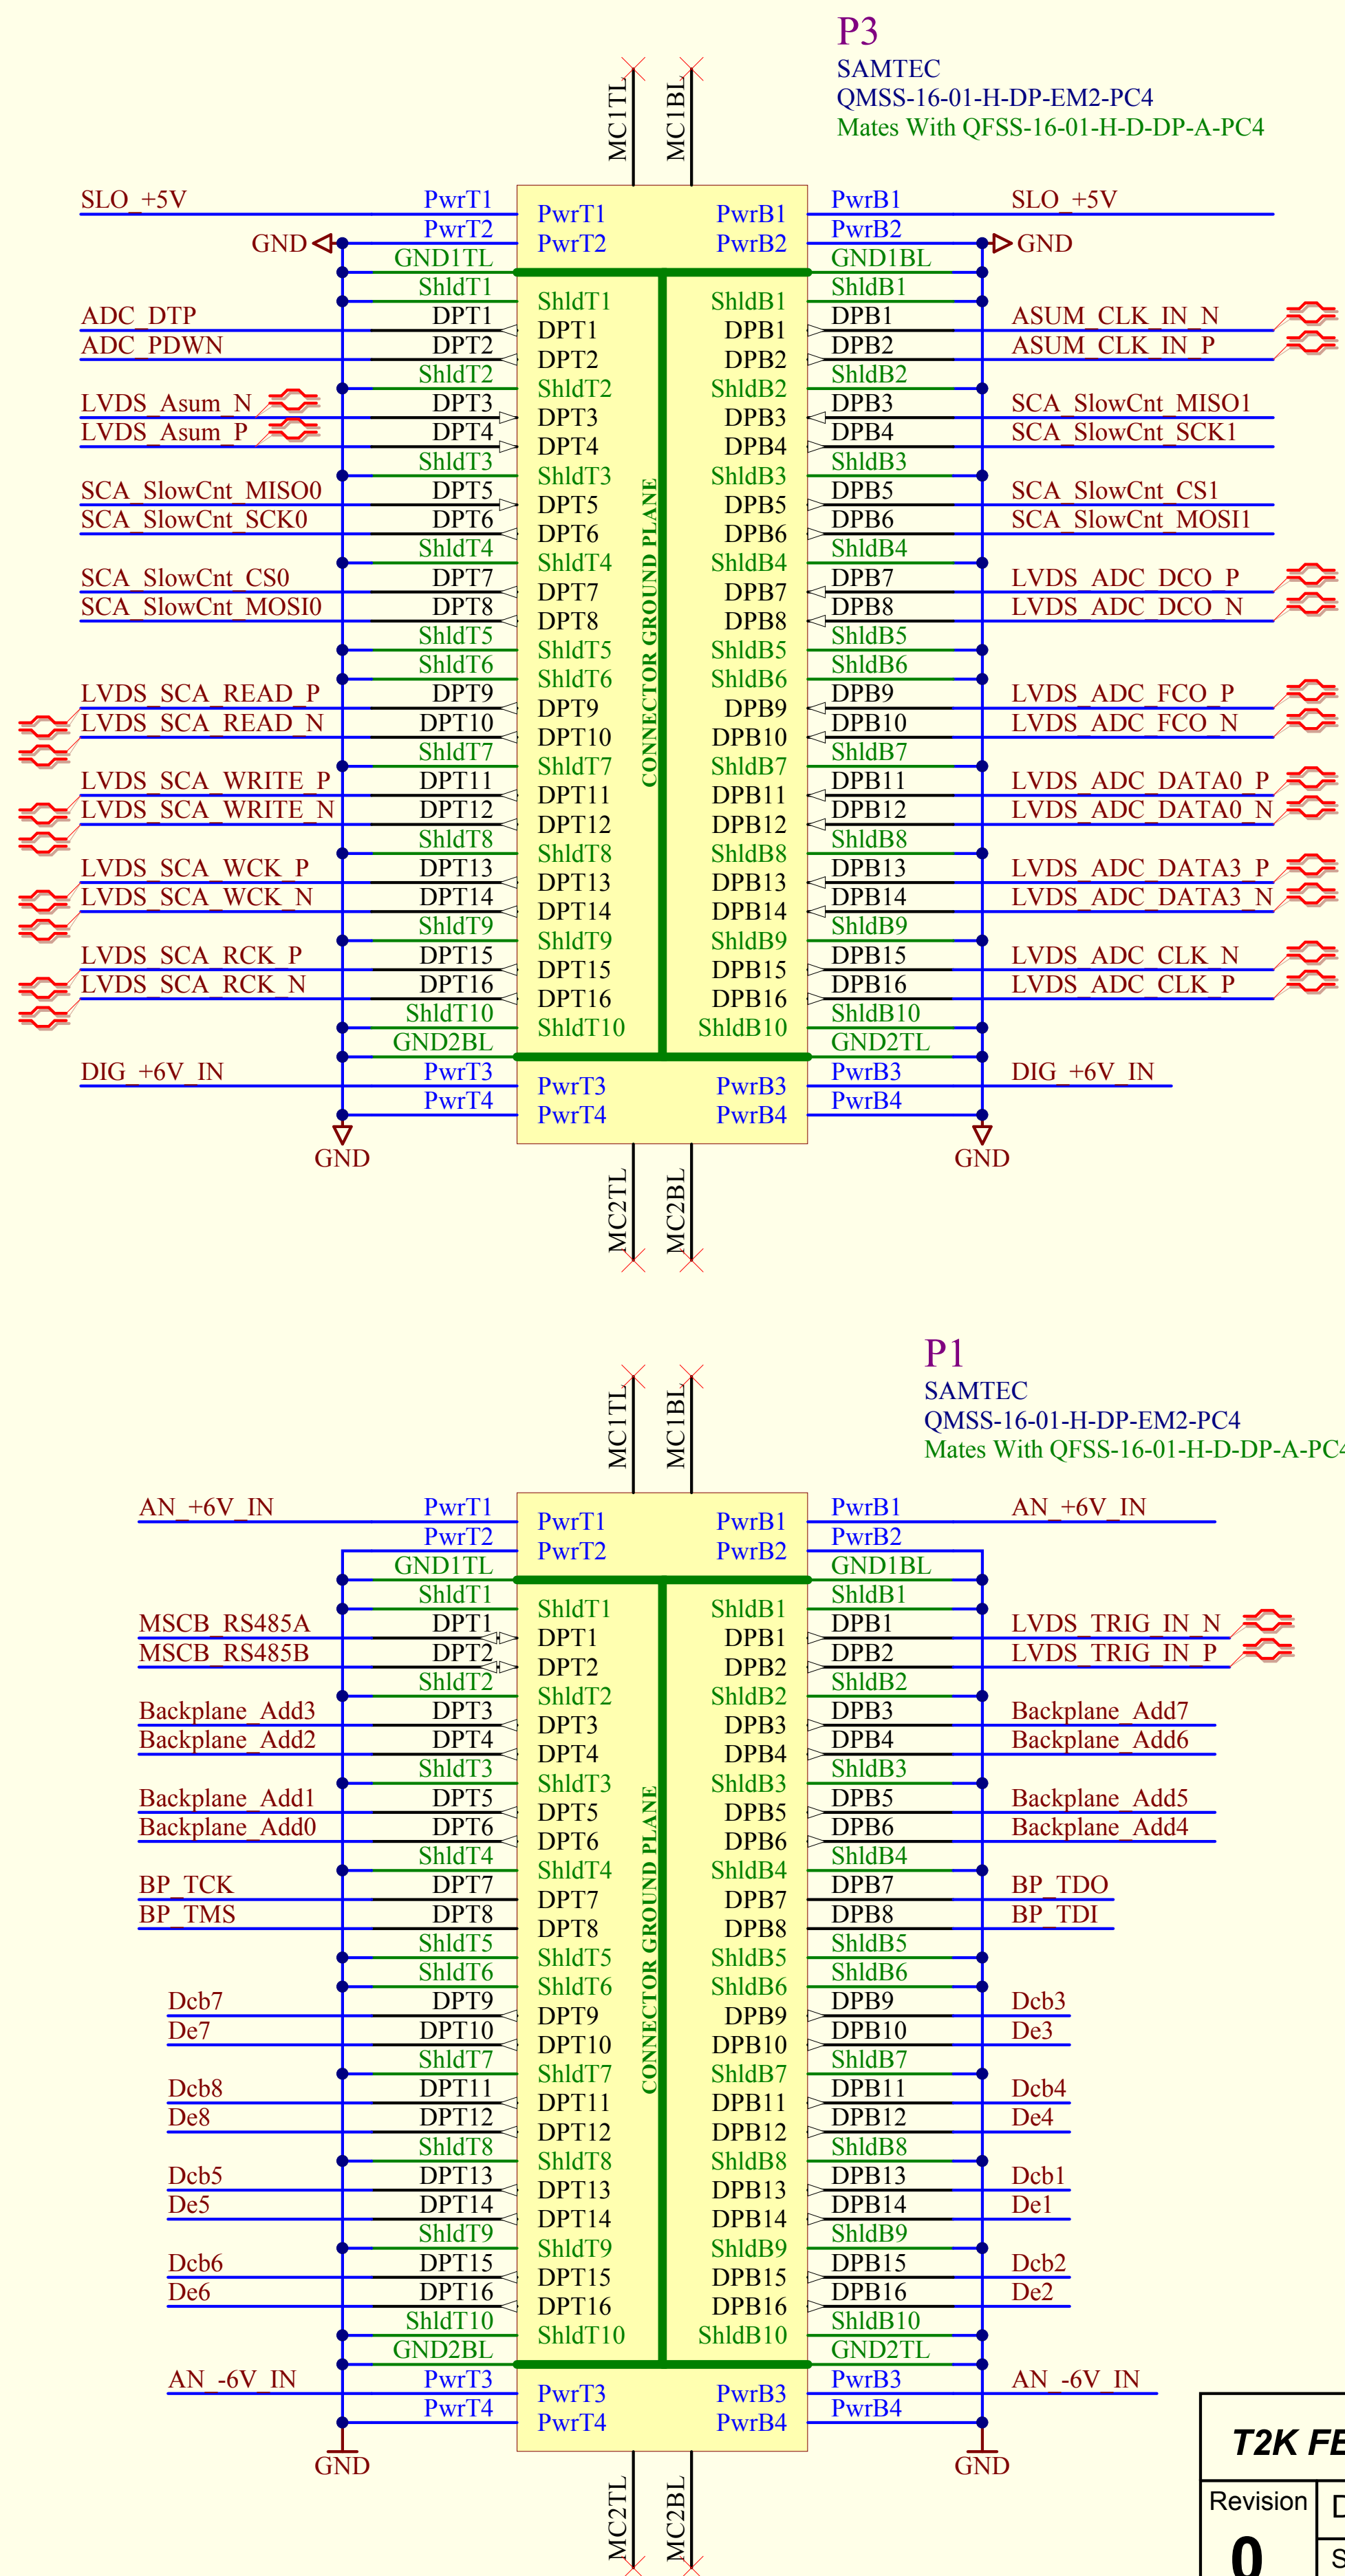 P3
SAMTEC
QMSS-16-01-H-DP-EM2-PC4
Mates With QFSS-16-01-H-D-DP-A-PC4
MC1TL MC1BL
SLO_+5V PwrT1 PwrT1 PwrB1 PwrB1 SLO_+5V
GND PwrT2 PwrT2 PwrB2 PwrB2 GND
GND1TL GND1BL
ShldT1 ShldT1 ShldB1 ShldB1
ADC_DTP DPT1 DPT1 DPB1 DPB1 ASUM_CLK_IN_N
ADC_PDWN DPT2 DPT2 DPB2 DPB2 ASUM_CLK_IN_P
ShldT2 ShldT2 ShldB2 ShldB2
LVDS_Asum_N DPT3 DPT3 DPB3 DPB3 SCA_SlowCnt_MISO1
LVDS_Asum_P DPT4 DPT4 DPB4 DPB4 SCA_SlowCnt_SCK1
ShldT3 ShldT3 ShldB3 ShldB3
SCA_SlowCnt_MISO0 DPT5 DPT5 DPB5 DPB5 SCA_SlowCnt_CS1
SCA_SlowCnt_SCK0 DPT6 DPT6 DPB6 DPB6 SCA_SlowCnt_MOSI1
ShldT4 ShldT4 ShldB4 ShldB4
SCA_SlowCnt_CS0 DPT7 DPT7 DPB7 DPB7 LVDS_ADC_DCO_P
SCA_SlowCnt_MOSI0 DPT8 DPT8 DPB8 DPB8 LVDS_ADC_DCO_N
ShldT5 ShldT5 ShldB5 ShldB5
ShldT6 ShldT6 ShldB6 ShldB6
LVDS_SCA_READ_P DPT9 DPT9 DPB9 DPB9 LVDS_ADC_FCO_P
LVDS_SCA_READ_N DPT10 DPT10 DPB10 DPB10 LVDS_ADC_FCO_N
ShldT7 ShldT7 ShldB7 ShldB7
LVDS_SCA_WRITE_P DPT11 DPT11 DPB11 DPB11 LVDS_ADC_DATA0_P
LVDS_SCA_WRITE_N DPT12 DPT12 DPB12 DPB12 LVDS_ADC_DATA0_N
ShldT8 ShldT8 ShldB8 ShldB8
LVDS_SCA_WCK_P DPT13 DPT13 DPB13 DPB13 LVDS_ADC_DATA3_P
LVDS_SCA_WCK_N DPT14 DPT14 DPB14 DPB14 LVDS_ADC_DATA3_N
ShldT9 ShldT9 ShldB9 ShldB9
LVDS_SCA_RCK_P DPT15 DPT15 DPB15 DPB15 LVDS_ADC_CLK_N
LVDS_SCA_RCK_N DPT16 DPT16 DPB16 DPB16 LVDS_ADC_CLK_P
ShldT10 ShldT10 ShldB10 ShldB10
GND2BL GND2TL
CONNECTOR GROUND PLANE
DIG_+6V_IN PwrT3 PwrT3 PwrB3 PwrB3 DIG_+6V_IN
PwrT4 PwrT4 PwrB4 PwrB4
GND GND
MC2TL MC2BL
P1
SAMTEC
QMSS-16-01-H-DP-EM2-PC4
Mates With QFSS-16-01-H-D-DP-A-PC4
MC1TL MC1BL
AN_+6V_IN PwrT1 PwrT1 PwrB1 PwrB1 AN_+6V_IN
PwrT2 PwrT2 PwrB2 PwrB2
GND1TL GND1BL
ShldT1 ShldT1 ShldB1 ShldB1
MSCB_RS485A DPT1 DPT1 DPB1 DPB1 LVDS_TRIG_IN_N
MSCB_RS485B DPT2 DPT2 DPB2 DPB2 LVDS_TRIG_IN_P
ShldT2 ShldT2 ShldB2 ShldB2
Backplane_Add3 DPT3 DPT3 DPB3 DPB3 Backplane_Add7
Backplane_Add2 DPT4 DPT4 DPB4 DPB4 Backplane_Add6
ShldT3 ShldT3 ShldB3 ShldB3
Backplane_Add1 DPT5 DPT5 DPB5 DPB5 Backplane_Add5
Backplane_Add0 DPT6 DPT6 DPB6 DPB6 Backplane_Add4
ShldT4 ShldT4 ShldB4 ShldB4
BP_TCK DPT7 DPT7 DPB7 DPB7 BP_TDO
BP_TMS DPT8 DPT8 DPB8 DPB8 BP_TDI
ShldT5 ShldT5 ShldB5 ShldB5
ShldT6 ShldT6 ShldB6 ShldB6
Dcb7 DPT9 DPT9 DPB9 DPB9 Dcb3
De7 DPT10 DPT10 DPB10 DPB10 De3
ShldT7 ShldT7 ShldB7 ShldB7
Dcb8 DPT11 DPT11 DPB11 DPB11 Dcb4
De8 DPT12 DPT12 DPB12 DPB12 De4
ShldT8 ShldT8 ShldB8 ShldB8
Dcb5 DPT13 DPT13 DPB13 DPB13 Dcb1
De5 DPT14 DPT14 DPB14 DPB14 De1
ShldT9 ShldT9 ShldB9 ShldB9
Dcb6 DPT15 DPT15 DPB15 DPB15 Dcb2
De6 DPT16 DPT16 DPB16 DPB16 De2
ShldT10 ShldT10 ShldB10 ShldB10
GND2BL GND2TL
CONNECTOR GROUND PLANE
AN_-6V_IN PwrT3 PwrT3 PwrB3 PwrB3 AN_-6V_IN
PwrT4 PwrT4 PwrB4 PwrB4
GND GND
MC2TL MC2BL
T2K
Revision
0